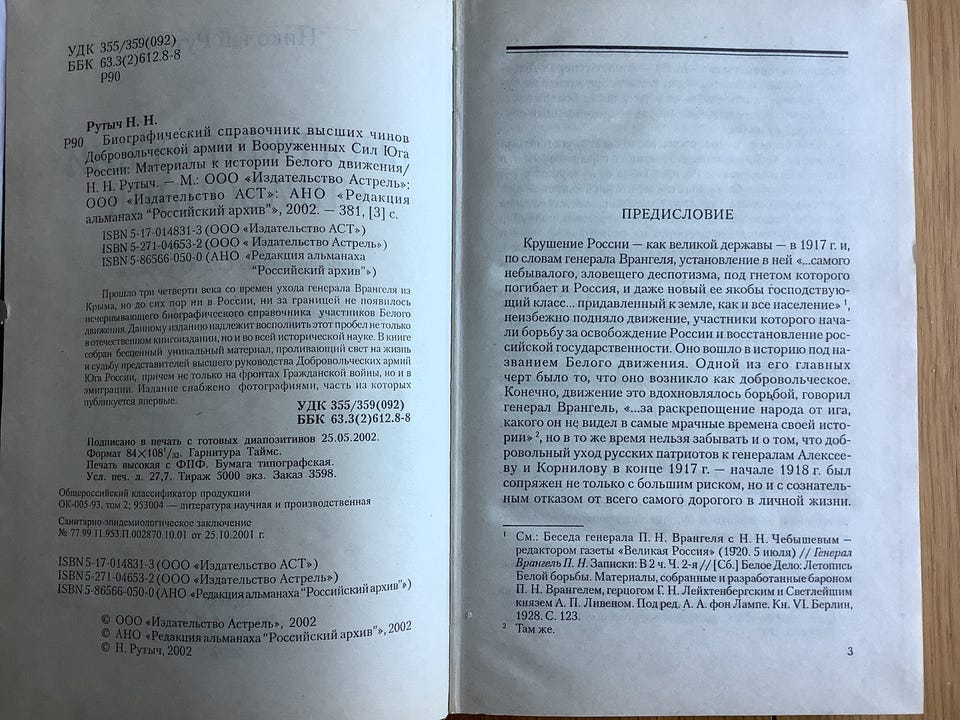 УДК 355/359(092)
ББК 63.3(2)612.8-8
Р90
Рутыч Н. Н.
Р90 Биографический справочник высших чинов
Добровольческой армии и Вооруженных Сил Юга
России: Материалы к истории Белого движения/
Н. Н. Рутыч. — М.: ООО «Издательство Астрель»:
ООО «Издательство АСТ»: АНО «Редакция
альманаха "Российский архив"», 2002. — 381, [3] с.
ISBN 5-17-014831-3 (ООО «Издательство АСТ»)
ISBN 5-271-04653-2 (ООО «Издательство Астрель»)
ISBN 5-86566-050-0 (АНО «Редакция альманаха
"Российский архив"»)
Прошло три четверти века со времен ухода генерала Врангеля из
Крыма, но до сих пор ни в России, ни за границей не появилось
исчерпывающего биографического справочника участников Белого
движения. Данному изданию надлежит восполнить этот пробел не только
в отечественном книгоиздании, но и во всей исторической науке. В книге
собран бесценный уникальный материал, проливающий свет на жизнь
и судьбу представителей высшего руководства Добровольческих армий
Юга России, причем не только на фронтах Гражданской войны, но и в
эмиграции. Издание снабжено фотографиями, часть из которых
публикуется впервые.
УДК 355/359(092)
ББК 63.3(2)612.8-8
Подписано в печать с готовых диапозитивов 25.05.2002.
Формат 84×108¹/₃₂. Гарнитура Таймс.
Печать высокая с ФПФ. Бумага типографская.
Усл. печ. л. 27,7. Тираж 5000 экз. Заказ 3598.
Общероссийский классификатор продукции
ОК-005-93, том 2; 953004 — литература научная и производственная
Санитарно-эпидемиологическое заключение
№ 77.99.11.953.П.002870.10.01 от 25.10.2001 г.
ISBN 5-17-014831-3 (ООО «Издательство АСТ»)
ISBN 5-271-04653-2 (ООО «Издательство Астрель»)
ISBN 5-86566-050-0 (АНО «Редакция альманаха "Российский архив"»)
© ООО «Издательство Астрель», 2002
© АНО «Редакция альманаха "Российский архив"», 2002
© Н. Рутыч, 2002
ПРЕДИСЛОВИЕ
Крушение России — как великой державы — в 1917 г. и,
по словам генерала Врангеля, установление в ней «...самого
небывалого, зловещего деспотизма, под гнетом которого
погибает и Россия, и даже новый ее якобы господствую-
щий класс... придавленный к земле, как и все население» ¹,
неизбежно подняло движение, участники которого нача-
ли борьбу за освобождение России и восстановление рос-
сийской государственности. Оно вошло в историю под на-
званием Белого движения. Одной из его главных
черт было то, что оно возникло как добровольческое.
Конечно, движение это вдохновлялось борьбой, говорил
генерал Врангель, «...за раскрепощение народа от ига,
какого он не видел в самые мрачные времена своей исто-
рии» ², но в то же время нельзя забывать и о том, что доб-
ровольный уход русских патриотов к генералам Алексее-
ву и Корнилову в конце 1917 г. — начале 1918 г. был
сопряжен не только с большим риском, но и с сознатель-
ным отказом от всего самого дорогого в личной жизни.
¹ См.: Беседа генерала П. Н. Врангеля с Н. Н. Чебышевым —
редактором газеты «Великая Россия» (1920. 5 июля) // Генерал
Врангель П. Н. Записки: В 2 ч. Ч. 2-я // [Сб.] Белое Дело: Летопись
Белой борьбы. Материалы, собранные и разработанные бароном
П. Н. Врангелем, герцогом Г. Н. Лейхтенбергским и Светлейшим
князем А. П. Ливеном. Под ред. А. А. фон Лампе. Кн. VI. Берлин,
1928. С. 123.
² Там же.
3